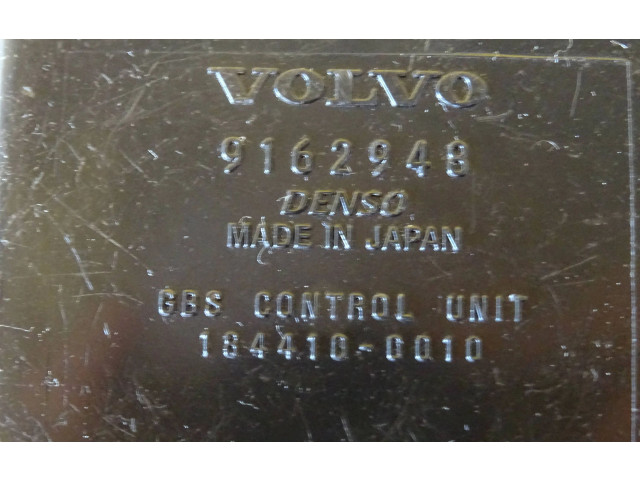 VOLVO
9162948
DENSO
MADE IN JAPAN
GBS CONTROL UNIT
184410-0010